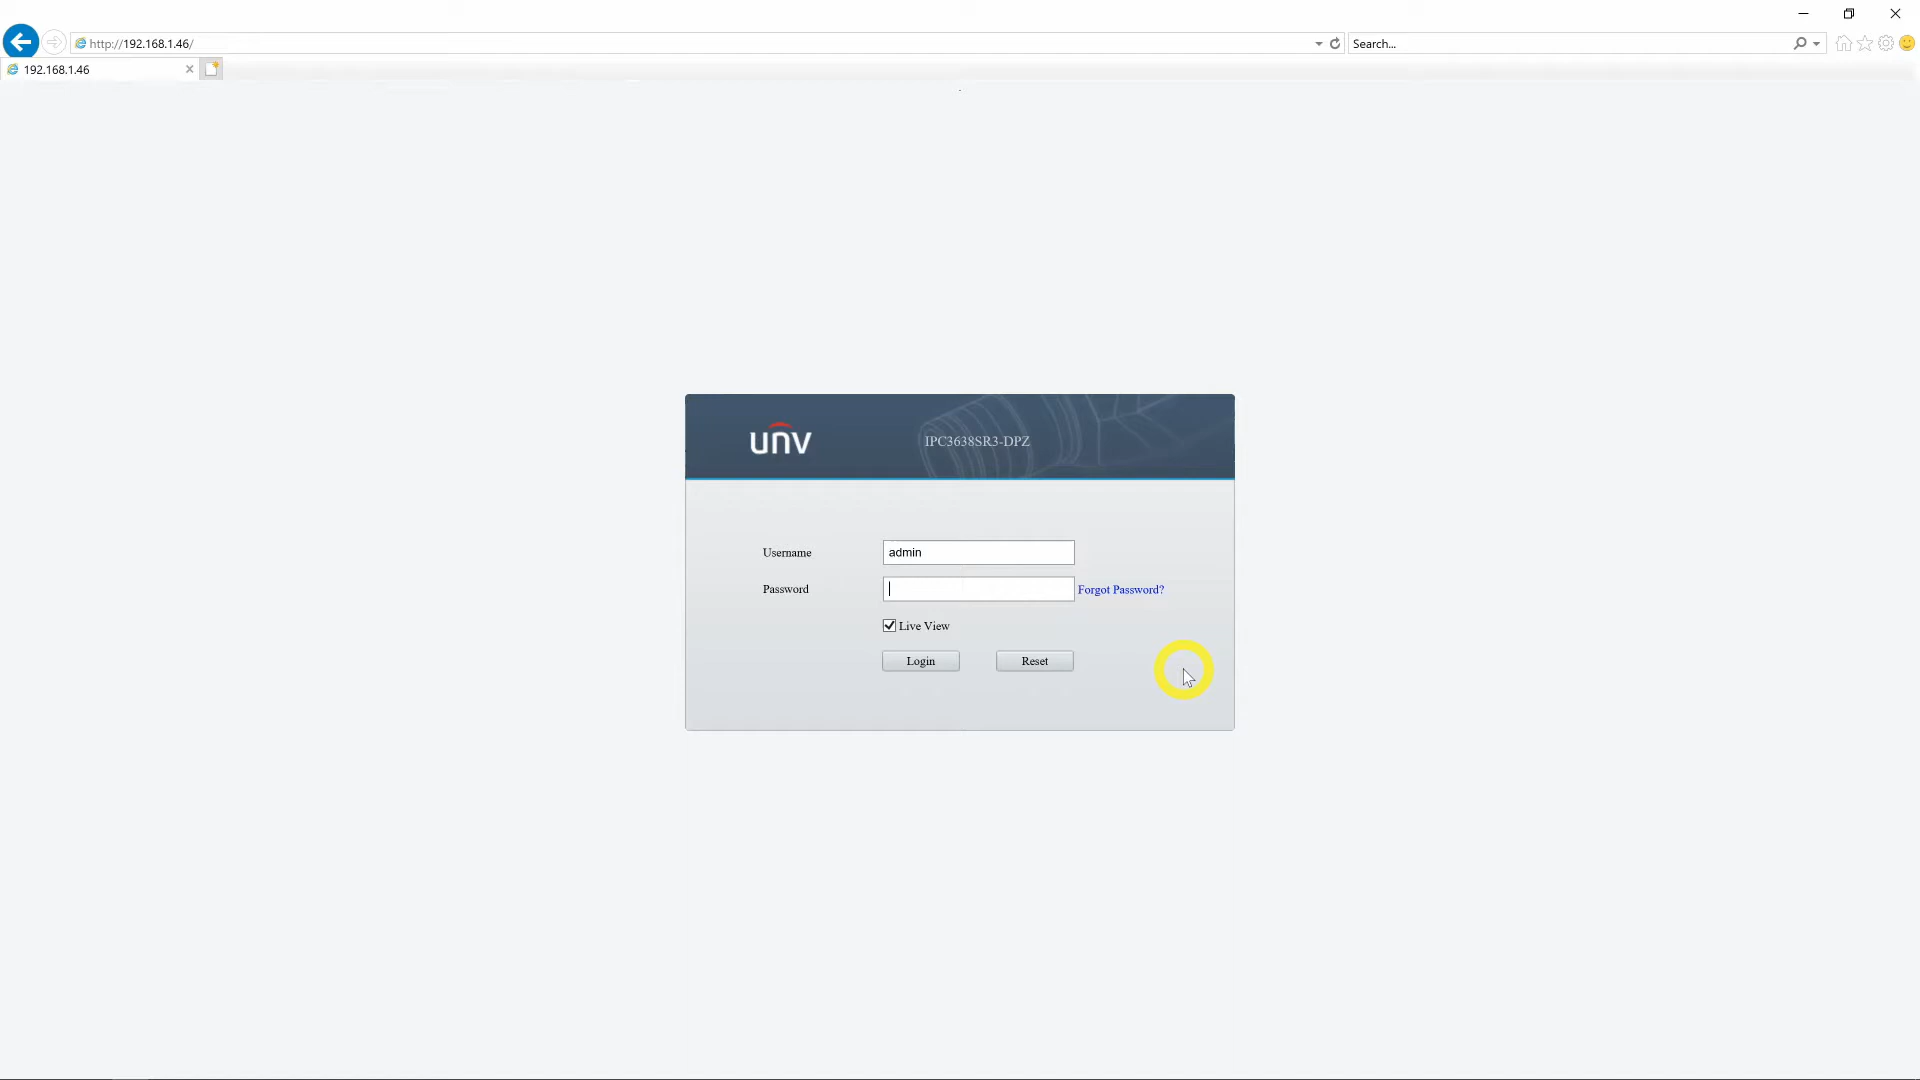 http://192.168.1.46/
Search...
192.168.1.46
unv
IPC3638SR3-DPZ
Username
admin
Password
Forgot Password?
Live View
Login
Reset